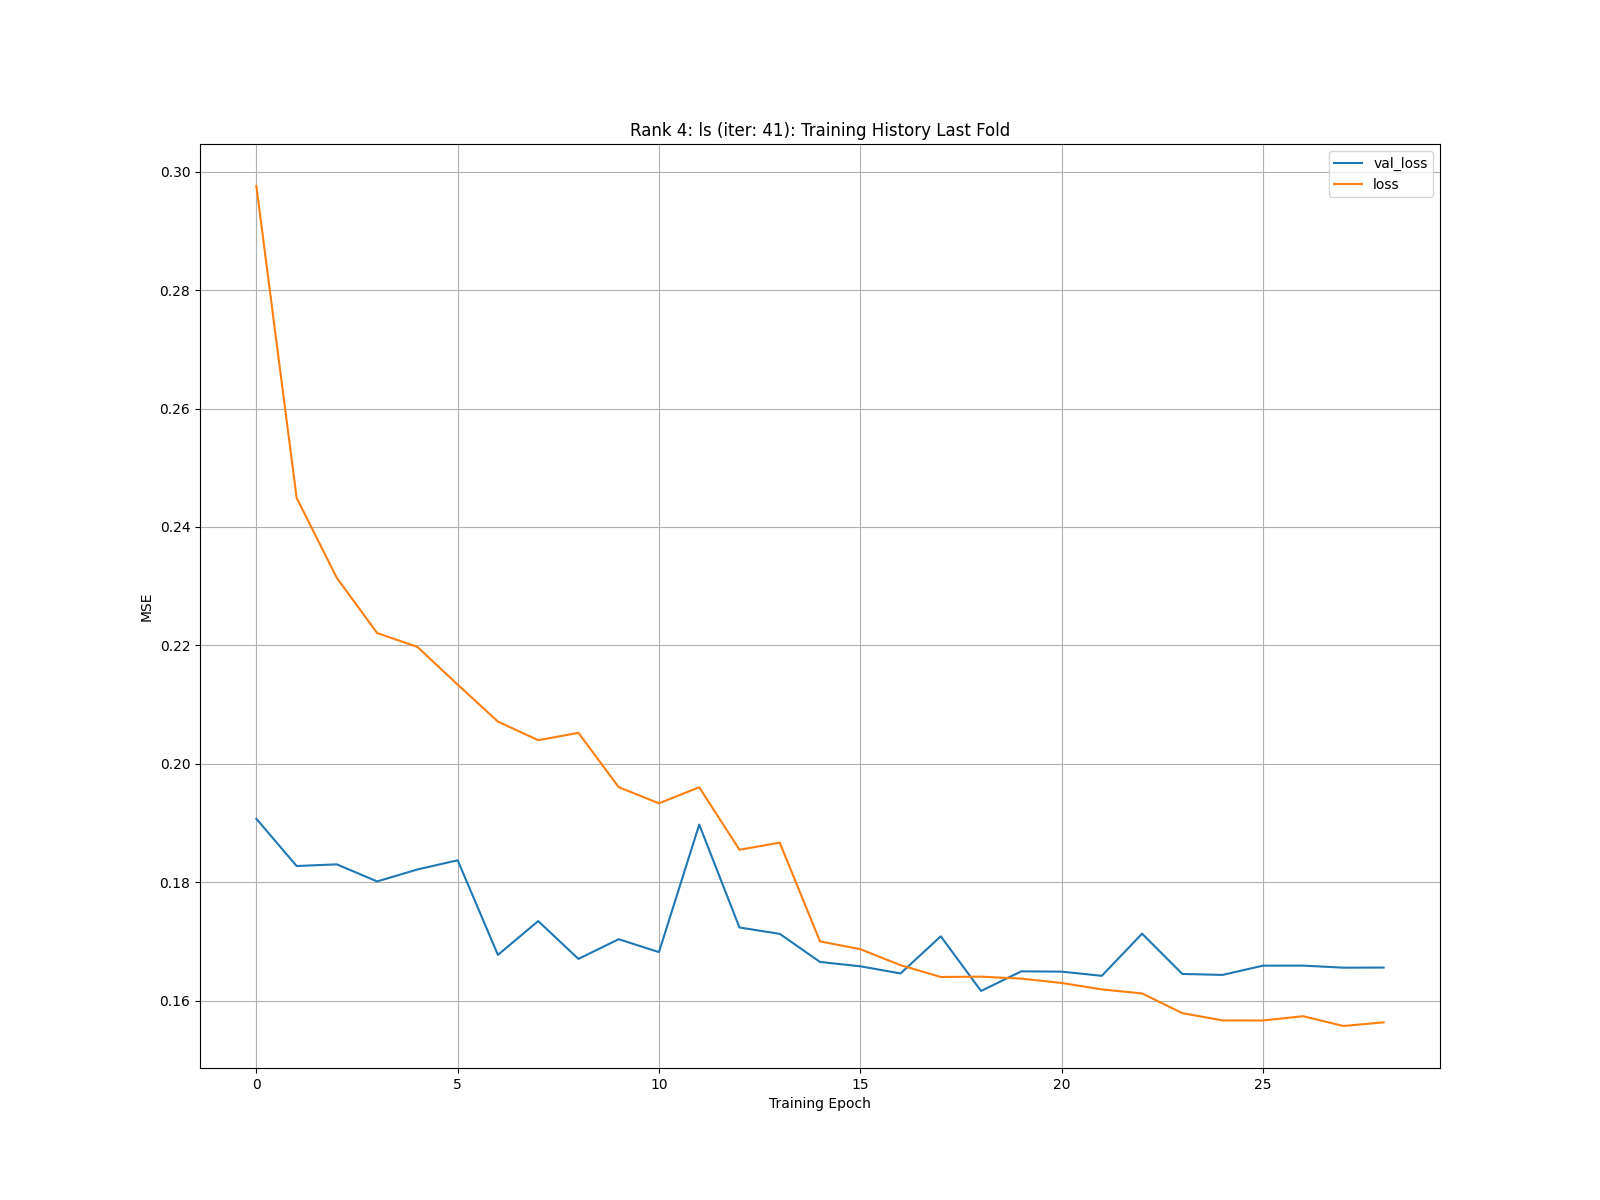 Rank 4: ls (iter: 41): Training History Last Fold
val_loss
loss
0.30
0.28
0.26
0.24
0.22
0.20
0.18
0.16
MSE
0 5 10 15 20 25
Training Epoch